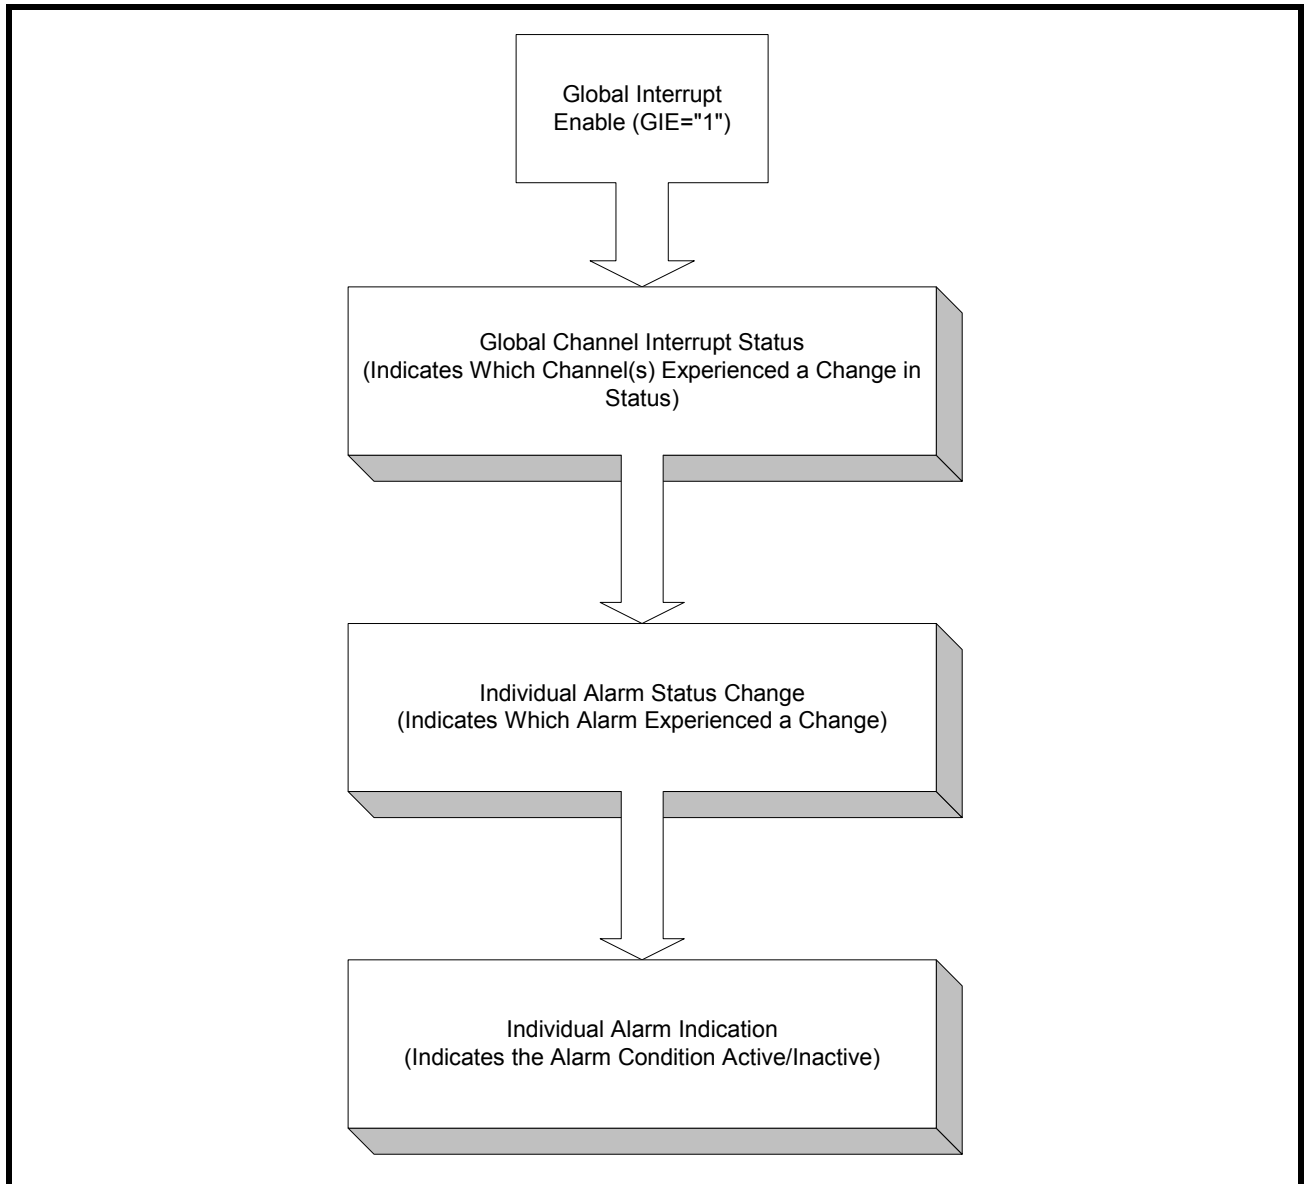 Global Interrupt
Enable (GIE="1")
Global Channel Interrupt Status
(Indicates Which Channel(s) Experienced a Change in
Status)
Individual Alarm Status Change
(Indicates Which Alarm Experienced a Change)
Individual Alarm Indication
(Indicates the Alarm Condition Active/Inactive)